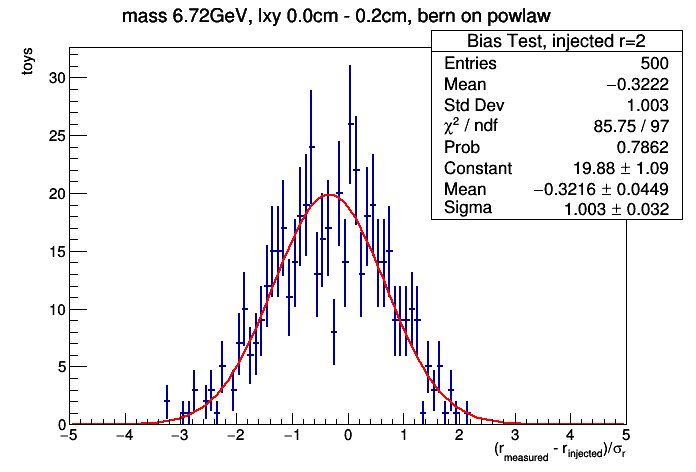 mass 6.72GeV, lxy 0.0cm - 0.2cm, bern on powlaw
toys
Bias Test, injected r=2
Entries 500
Mean −0.3222
Std Dev 1.003
χ² / ndf 85.75 / 97
Prob 0.7862
Constant 19.88 ± 1.09
Mean −0.3216 ± 0.0449
Sigma 1.003 ± 0.032
30
25
20
15
10
5
0
−5 −4 −3 −2 −1 0 1 2 3 4 5
(r_measured - r_injected)/σ_r